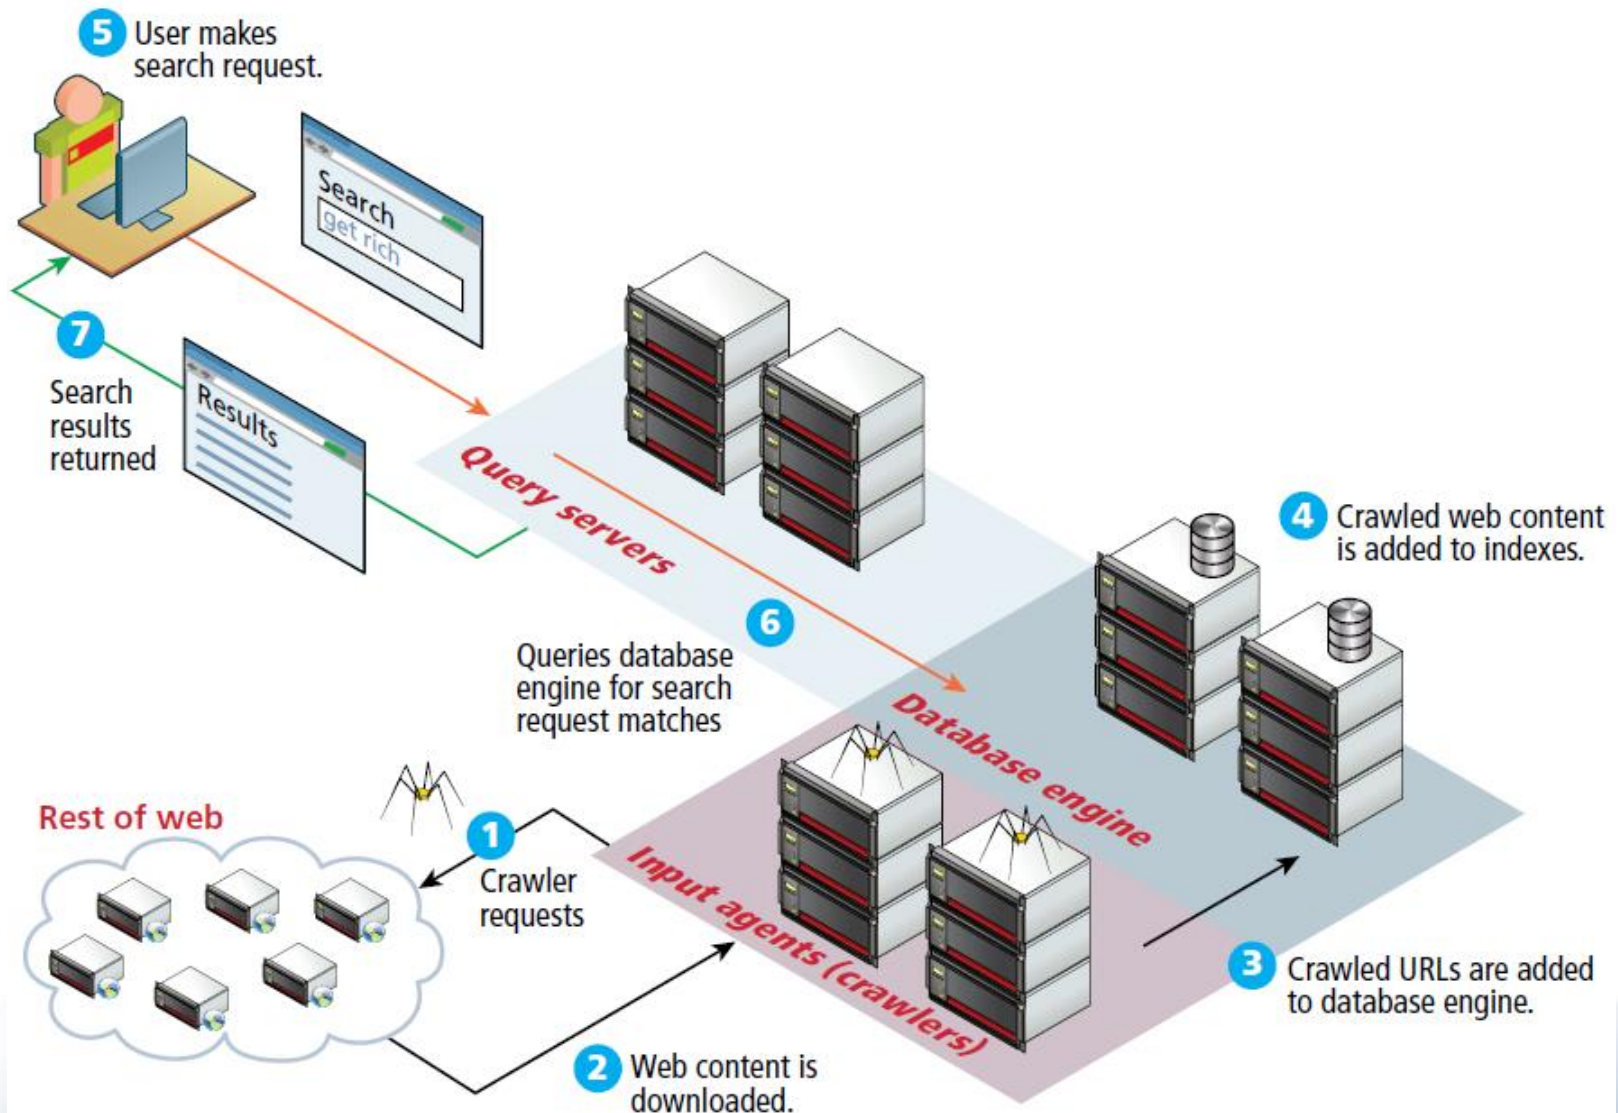 5 User makes
search request.
Search
get rich
7
Search
results
returned
Results
Query servers
4 Crawled web content
is added to indexes.
6
Queries database
engine for search
request matches
Database engine
Rest of web
1
Crawler
requests
Input agents (crawlers)
3 Crawled URLs are added
to database engine.
2 Web content is
downloaded.